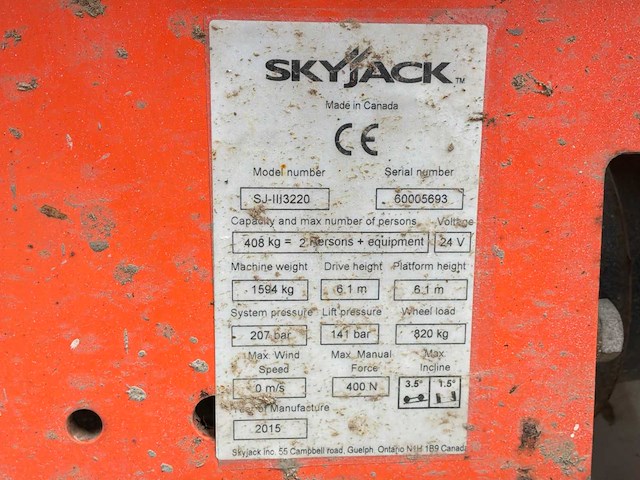 SKYJACK™
Made in Canada
CE
Model number Serial number
SJ-III3220 60005693
Capacity and max number of persons Voltage
408 kg = 2 Persons + equipment 24 V
Machine weight Drive height Platform height
1594 kg 6.1 m 6.1 m
System pressure Lift pressure Wheel load
207 bar 141 bar 820 kg
Max. Wind Speed Max. Manual Force Max. Incline
0 m/s 400 N 3.5° 1.5°
Year of Manufacture
2015
Skyjack inc. 55 Campbell road, Guelph, Ontario N1H 1B9 Canada